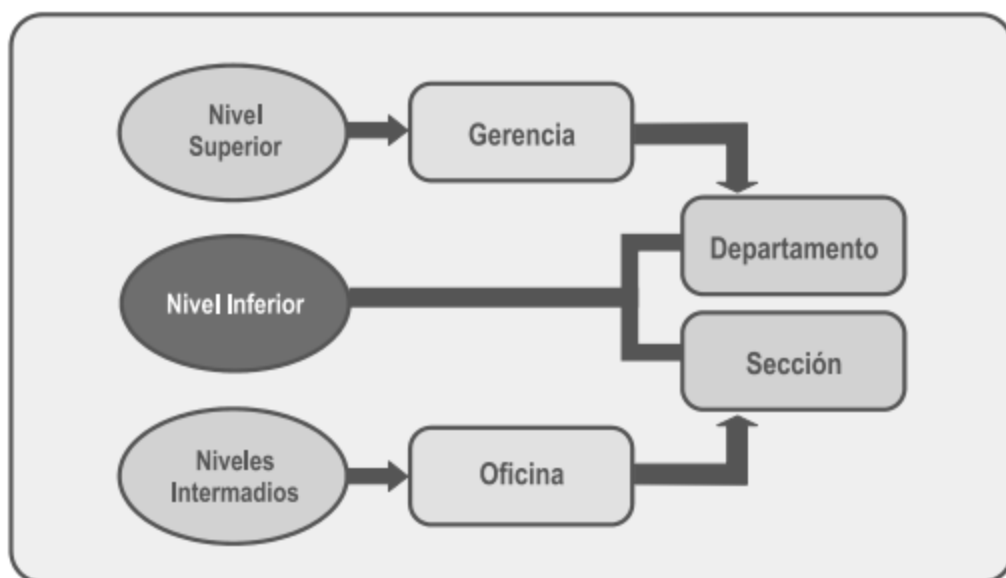 Nivel
Superior
Gerencia
Departamento
Nivel Inferior
Sección
Niveles
Intermadios
Oficina